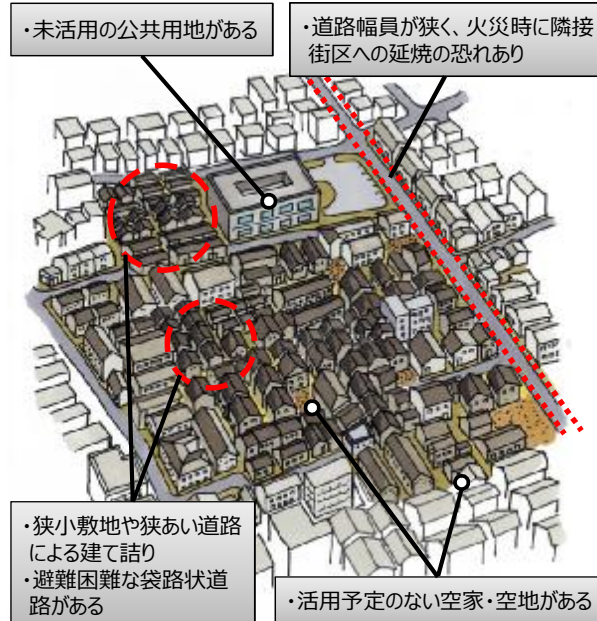 ・未活用の公共用地がある
・道路幅員が狭く、火災時に隣接
街区への延焼の恐れあり
・狭小敷地や狭あい道路
による建て詰り
・避難困難な袋路状道
路がある
・活用予定のない空家・空地がある